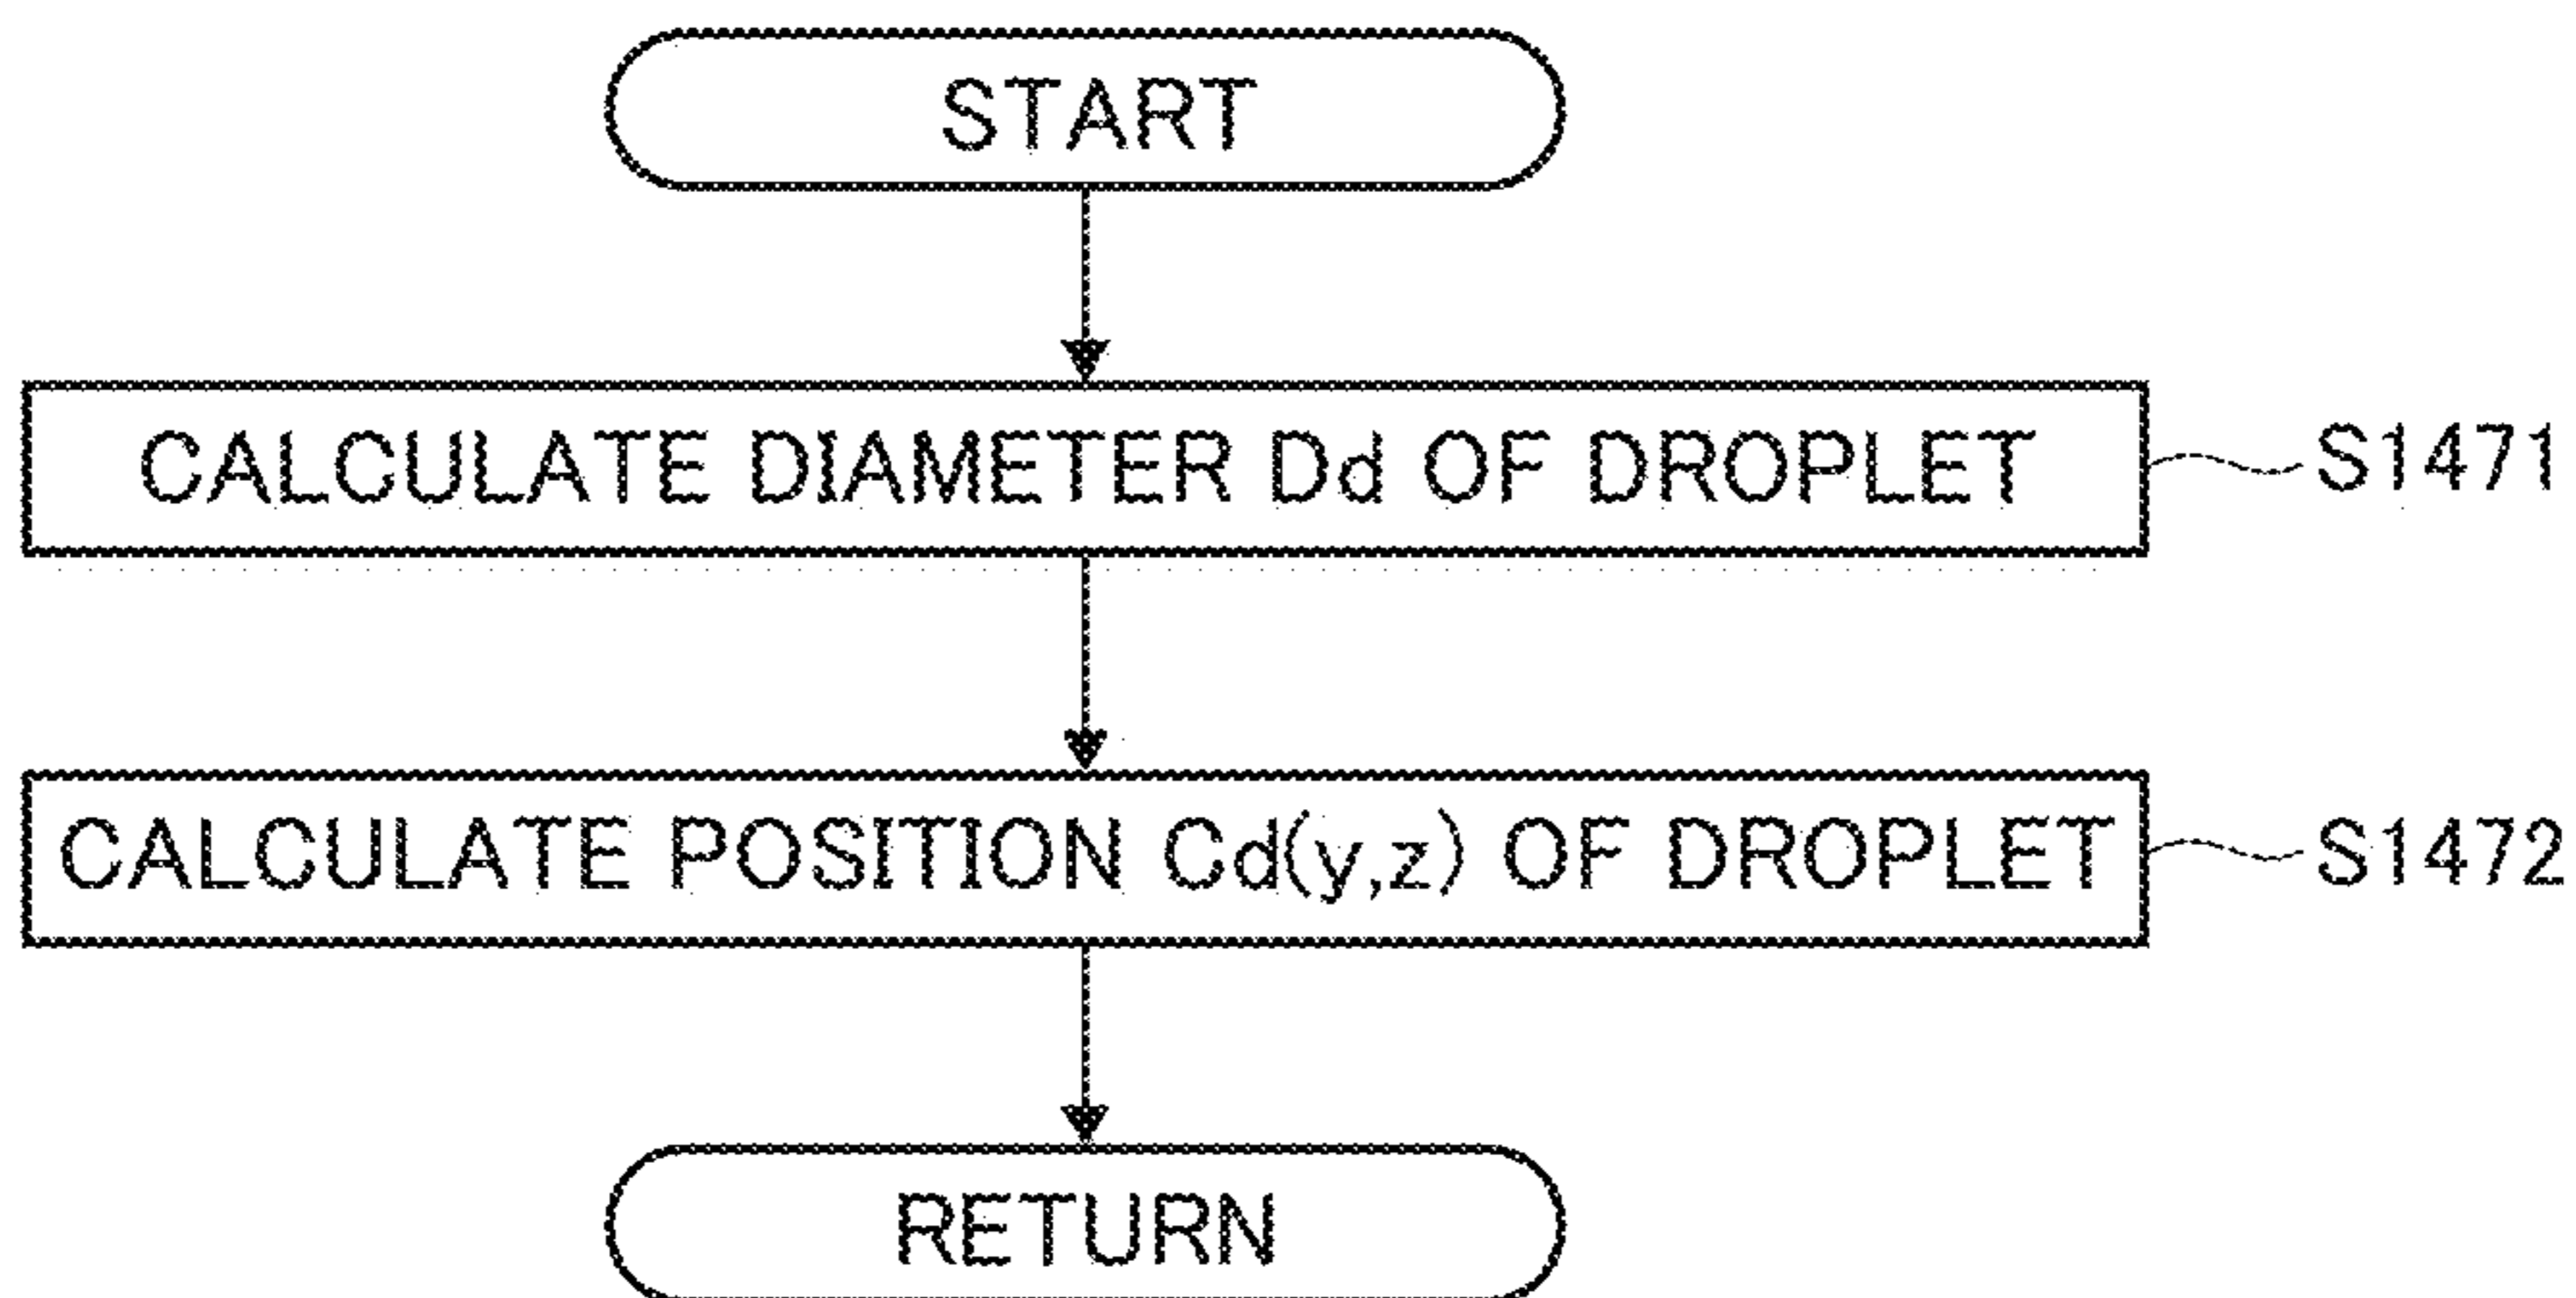 START
CALCULATE DIAMETER Dd OF DROPLET
S1471
CALCULATE POSITION Cd(y,z) OF DROPLET
S1472
RETURN